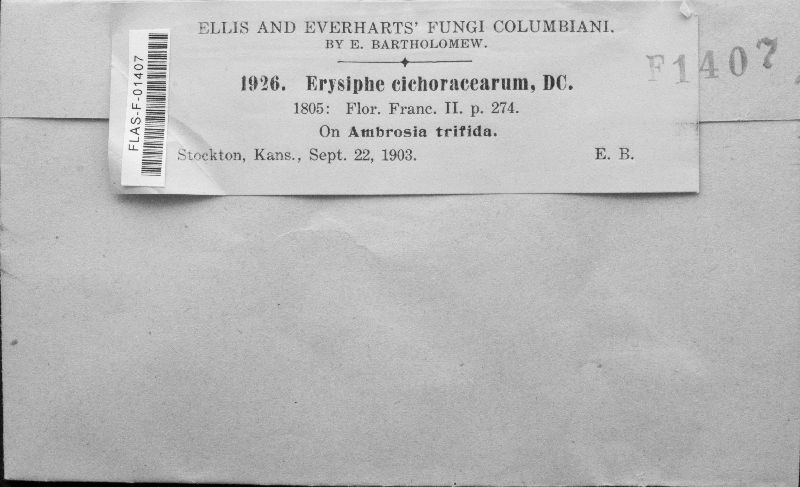 ELLIS AND EVERHARTS' FUNGI COLUMBIANI.
BY E. BARTHOLOMEW.
1926. Erysiphe cichoracearum, DC.
1805: Flor. Franc. II. p. 274.
On Ambrosia trifida.
Stockton, Kans., Sept. 22, 1903. E. B.
F1407
FLAS-F-01407